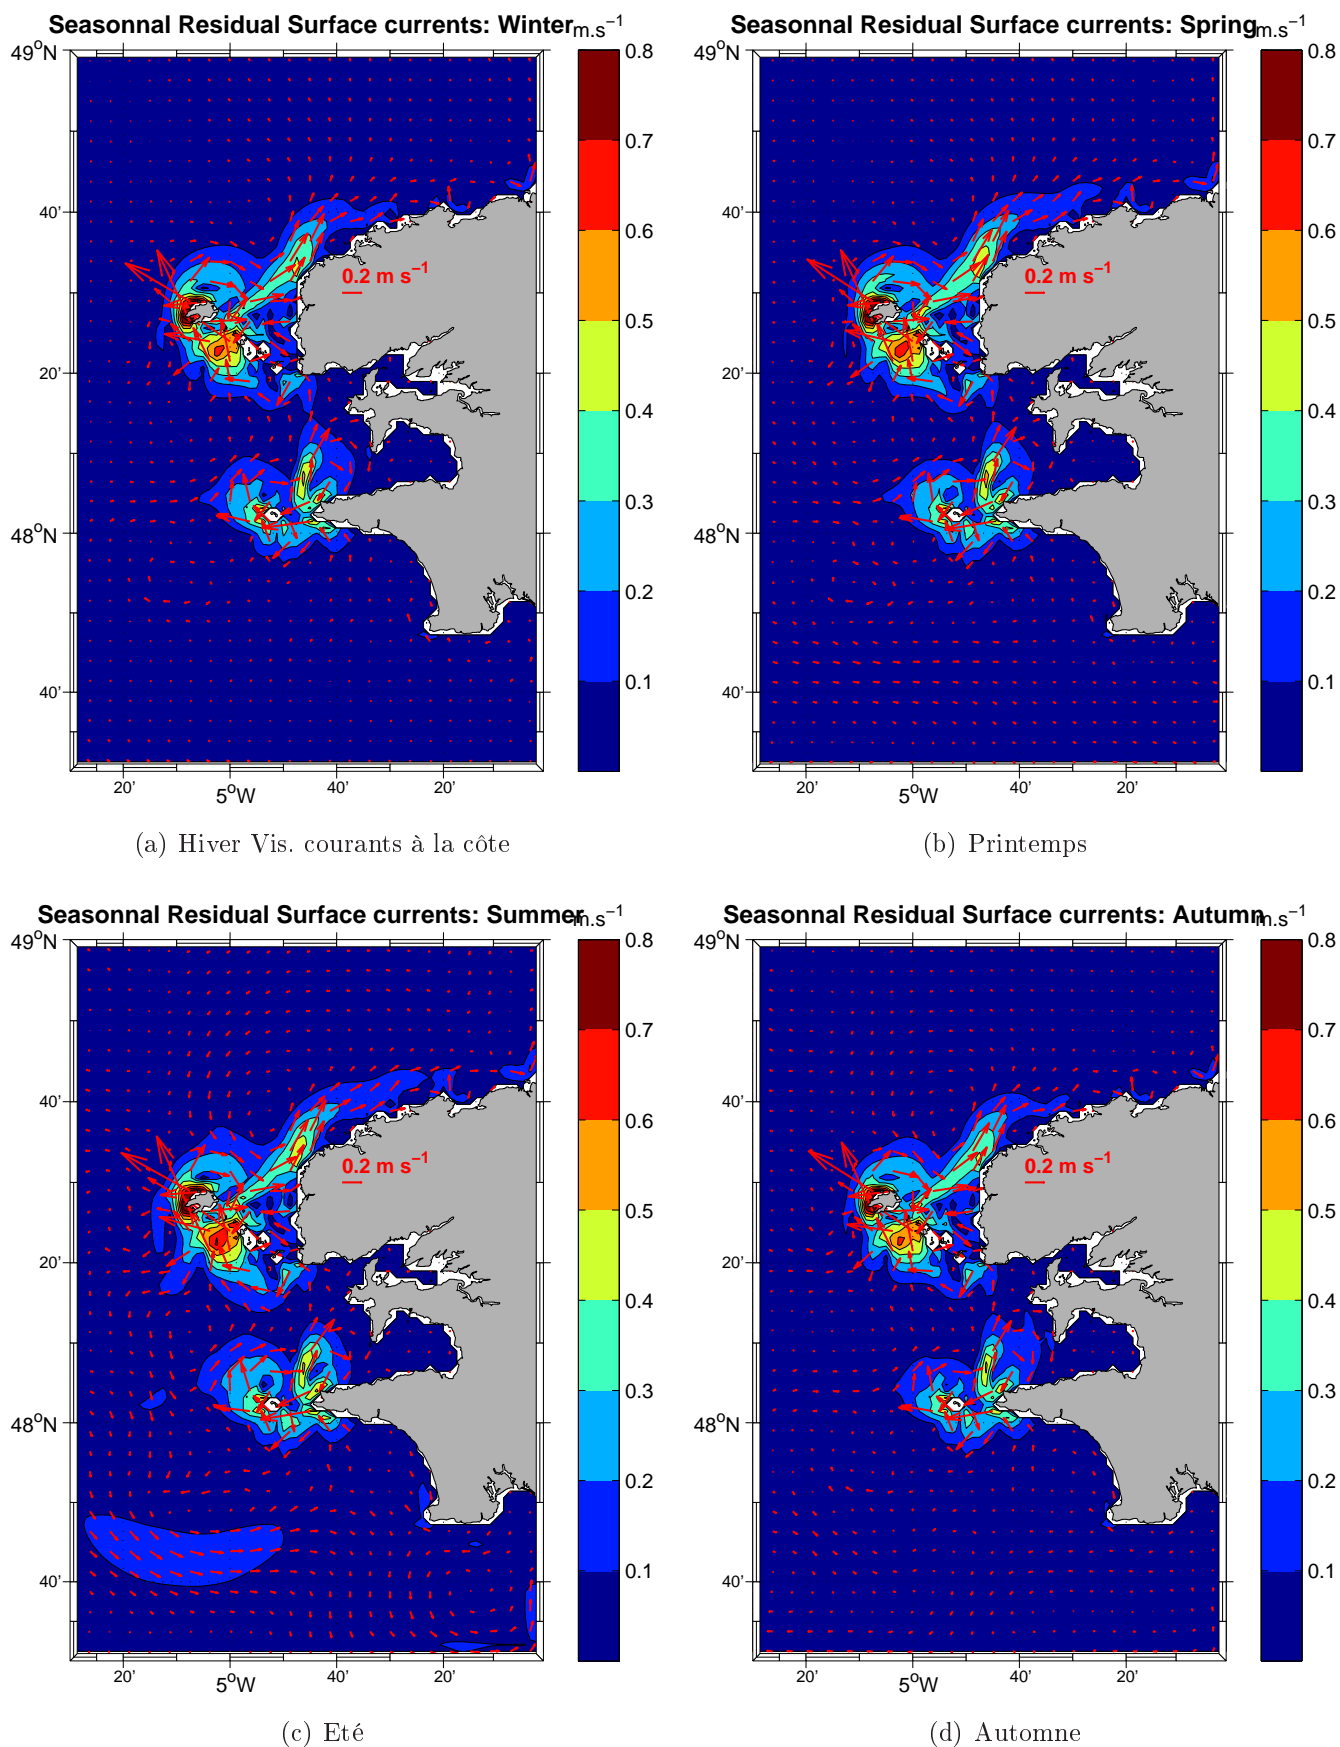 Seasonnal Residual Surface currents: Winter m.s⁻¹
49°N
40'
20'
48°N
40'
20'
5°W
40'
20'
0.2 m s⁻¹
0.8
0.7
0.6
0.5
0.4
0.3
0.2
0.1
(a) Hiver Vis. courants à la côte
Seasonnal Residual Surface currents: Spring m.s⁻¹
49°N
40'
20'
48°N
40'
20'
5°W
40'
20'
0.2 m s⁻¹
0.8
0.7
0.6
0.5
0.4
0.3
0.2
0.1
(b) Printemps
Seasonnal Residual Surface currents: Summer m.s⁻¹
49°N
40'
20'
48°N
40'
20'
5°W
40'
20'
0.2 m s⁻¹
0.8
0.7
0.6
0.5
0.4
0.3
0.2
0.1
(c) Eté
Seasonnal Residual Surface currents: Autumn m.s⁻¹
49°N
40'
20'
48°N
40'
20'
5°W
40'
20'
0.2 m s⁻¹
0.8
0.7
0.6
0.5
0.4
0.3
0.2
0.1
(d) Automne